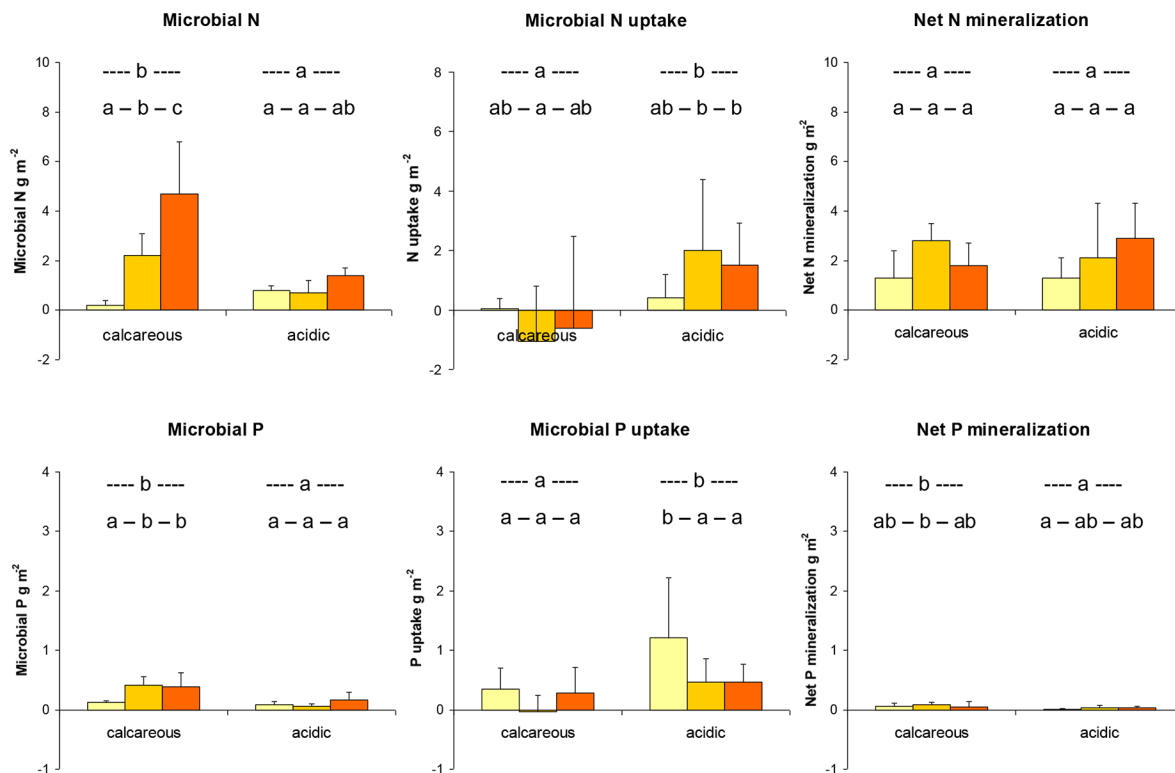 Microbial N
Microbial N g m-2
10
8
6
4
2
0
-2
---- b ----
---- a ----
a – b – c
a – a – ab
calcareous
acidic
Microbial N uptake
N uptake g m-2
8
6
4
2
0
-2
---- a ----
---- b ----
ab – a – ab
ab – b – b
calcareous
acidic
Net N mineralization
Net N mineralization g m-2
10
8
6
4
2
0
-2
---- a ----
---- a ----
a – a – a
a – a – a
calcareous
acidic
Microbial P
Microbial P g m-2
4
3
2
1
0
-1
---- b ----
---- a ----
a – b – b
a – a – a
calcareous
acidic
Microbial P uptake
P uptake g m-2
4
3
2
1
0
-1
---- a ----
---- b ----
a – a – a
b – a – a
calcareous
acidic
Net P mineralization
Net P mineralization g m-2
4
3
2
1
0
-1
---- b ----
---- a ----
ab – b – ab
a – ab – ab
calcareous
acidic